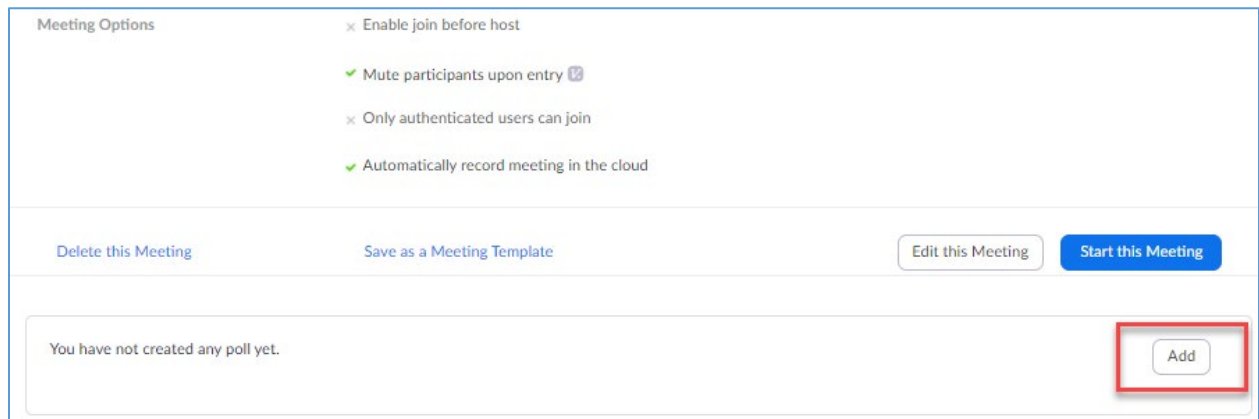 Meeting Options
Enable join before host
Mute participants upon entry
Only authenticated users can join
Automatically record meeting in the cloud
Delete this Meeting
Save as a Meeting Template
Edit this Meeting
Start this Meeting
You have not created any poll yet.
Add